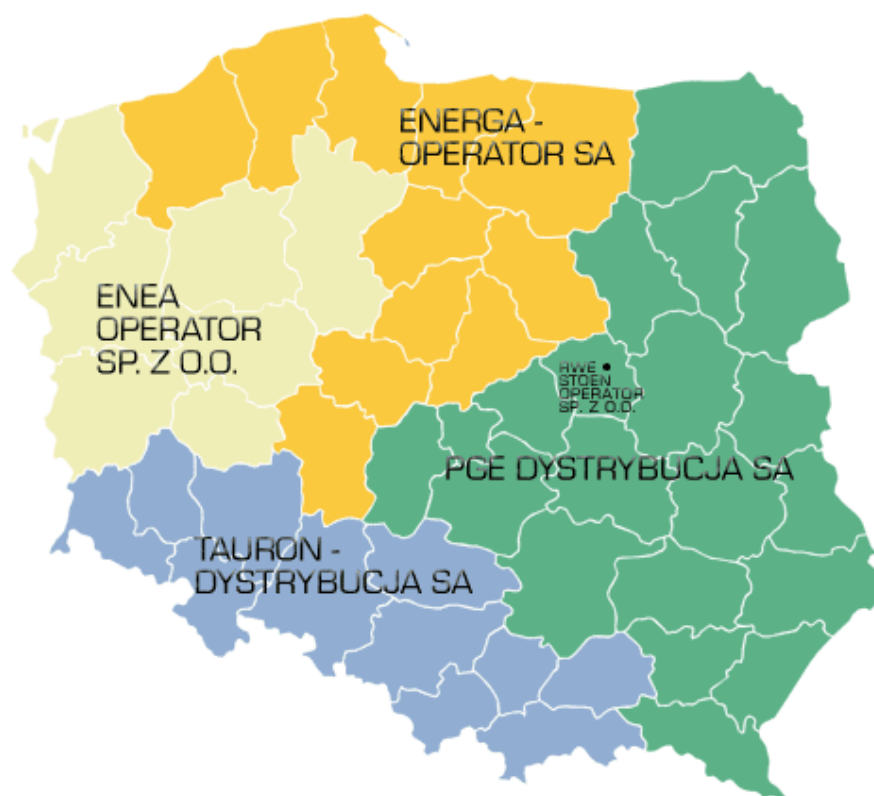 ENERGA -
OPERATOR SA
ENEA
OPERATOR
SP. Z O.O.
RWE
STOEN
OPERATOR
SP. Z O.O.
PGE DYSTRYBUCJA SA
TAURON -
DYSTRYBUCJA SA